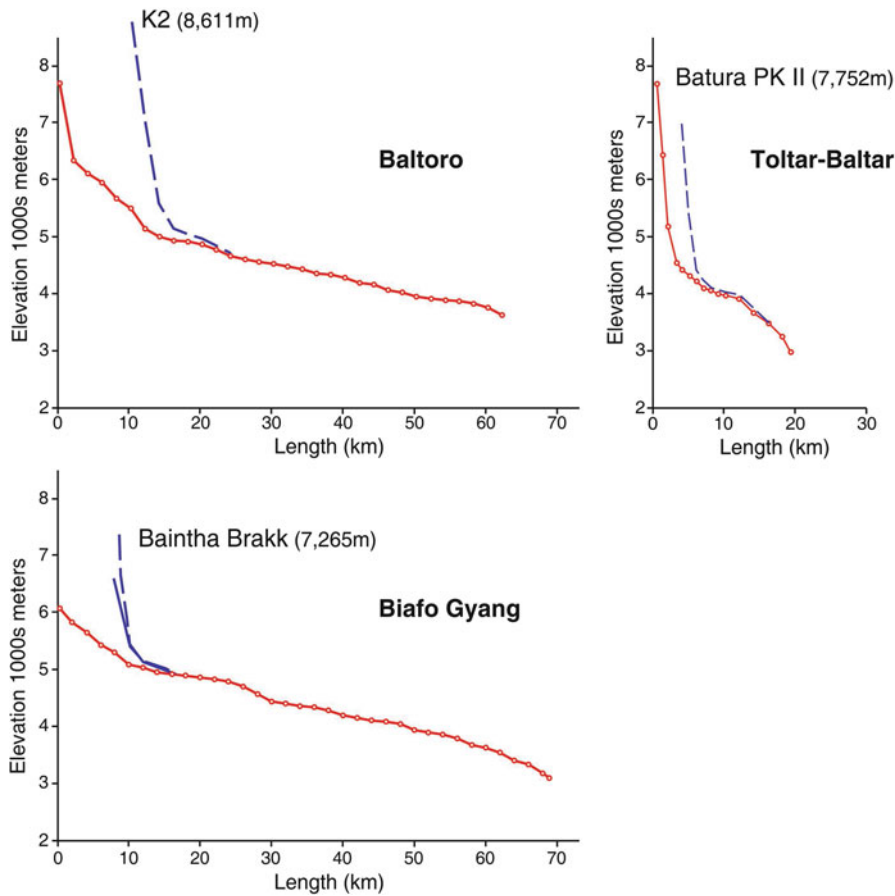 K2 (8,611m)
Baltoro
Elevation 1000s meters
8
7
6
5
4
3
2
0 10 20 30 40 50 60 70
Length (km)
Batura PK II (7,752m)
Toltar-Baltar
Elevation 1000s meters
8
7
6
5
4
3
2
0 10 20 30
Length (km)
Baintha Brakk (7,265m)
Biafo Gyang
Elevation 1000s meters
8
7
6
5
4
3
2
0 10 20 30 40 50 60 70
Length (km)